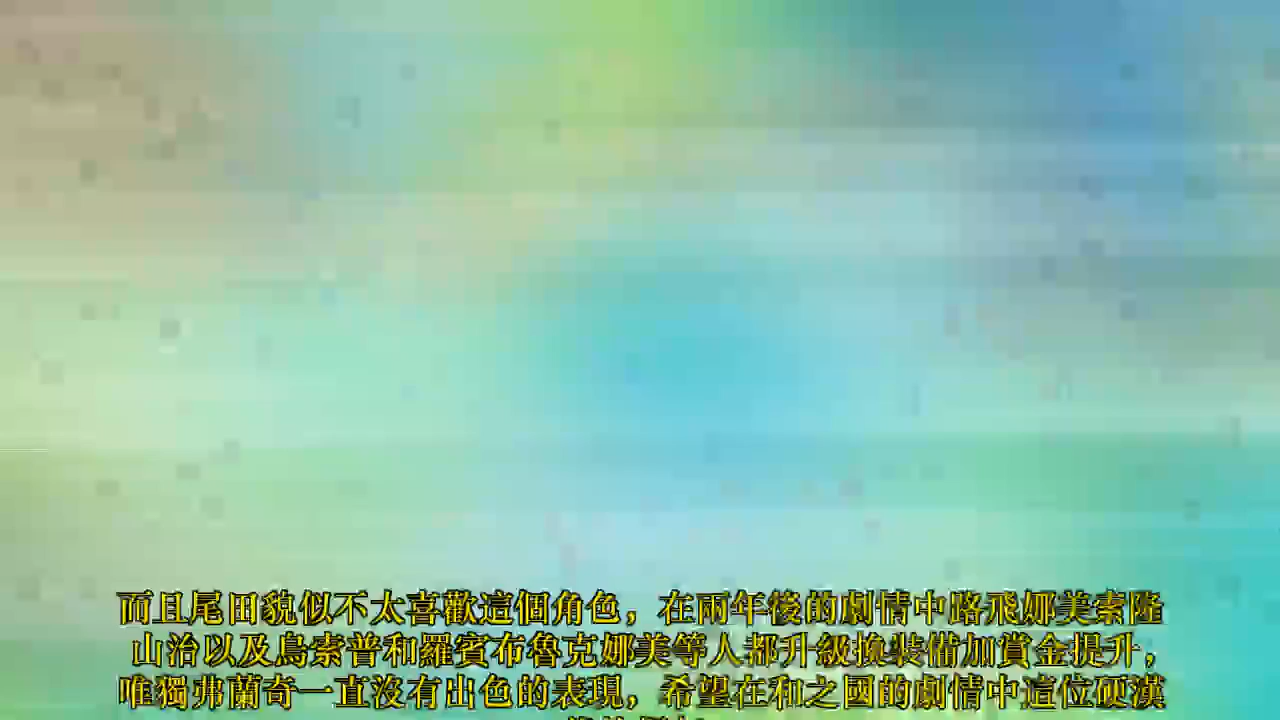 而且尾田貌似不太喜歡這個角色，在兩年後的劇情中路飛娜美索隆
山治以及烏索普和羅賓布魯克娜美等人都升級換裝備加賞金提升，
唯獨弗蘭奇一直沒有出色的表現，希望在和之國的劇情中這位硬漢